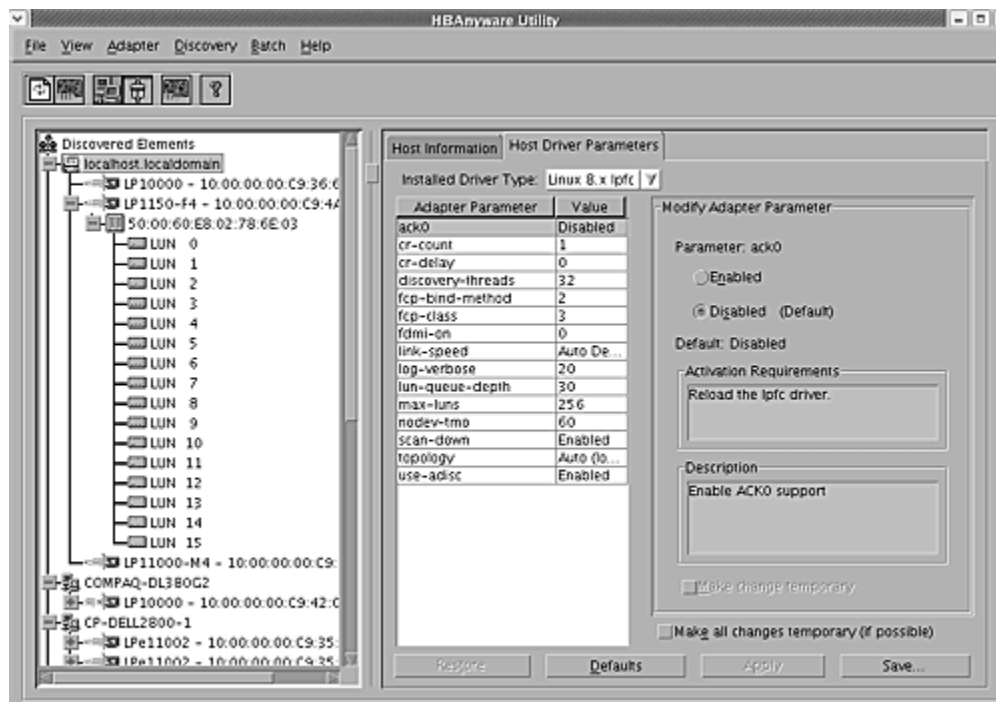 HBAnyware Utility
File View Adapter Discovery Batch Help
Discovered Elements
localhost.localdomain
LP10000 - 10:00:00:00:C9:36:6
LP1150-F4 - 10:00:00:00:C9:4A
50:00:60:E8:02:78:6E:03
LUN 0
LUN 1
LUN 2
LUN 3
LUN 4
LUN 5
LUN 6
LUN 7
LUN 8
LUN 9
LUN 10
LUN 11
LUN 12
LUN 13
LUN 14
LUN 15
LP11000-M4 - 10:00:00:00:C9:
COMPAQ-DL380G2
LP10000 - 10:00:00:00:C9:42:C
CP-DELL2800-1
LPe11002 - 10:00:00:00:C9:35:
LPe11002 - 10:00:00:00:C9:35:
Host Information Host Driver Parameters
Installed Driver Type: Linux 8.x lpfc
Adapter Parameter Value
ack0 Disabled
cr-count 1
cr-delay 0
discovery-threads 32
fcp-bind-method 2
fcp-class 3
fdmi-on 0
link-speed Auto De...
log-verbose 20
lun-queue-depth 30
max-luns 256
nodev-tmo 60
scan-down Enabled
topology Auto (lo...
use-adisc Enabled
Modify Adapter Parameter
Parameter: ack0
Enabled
Disabled (Default)
Default: Disabled
Activation Requirements
Reload the lpfc driver.
Description
Enable ACK0 support
Make change temporary
Make all changes temporary (if possible)
Restore Defaults Apply Save...